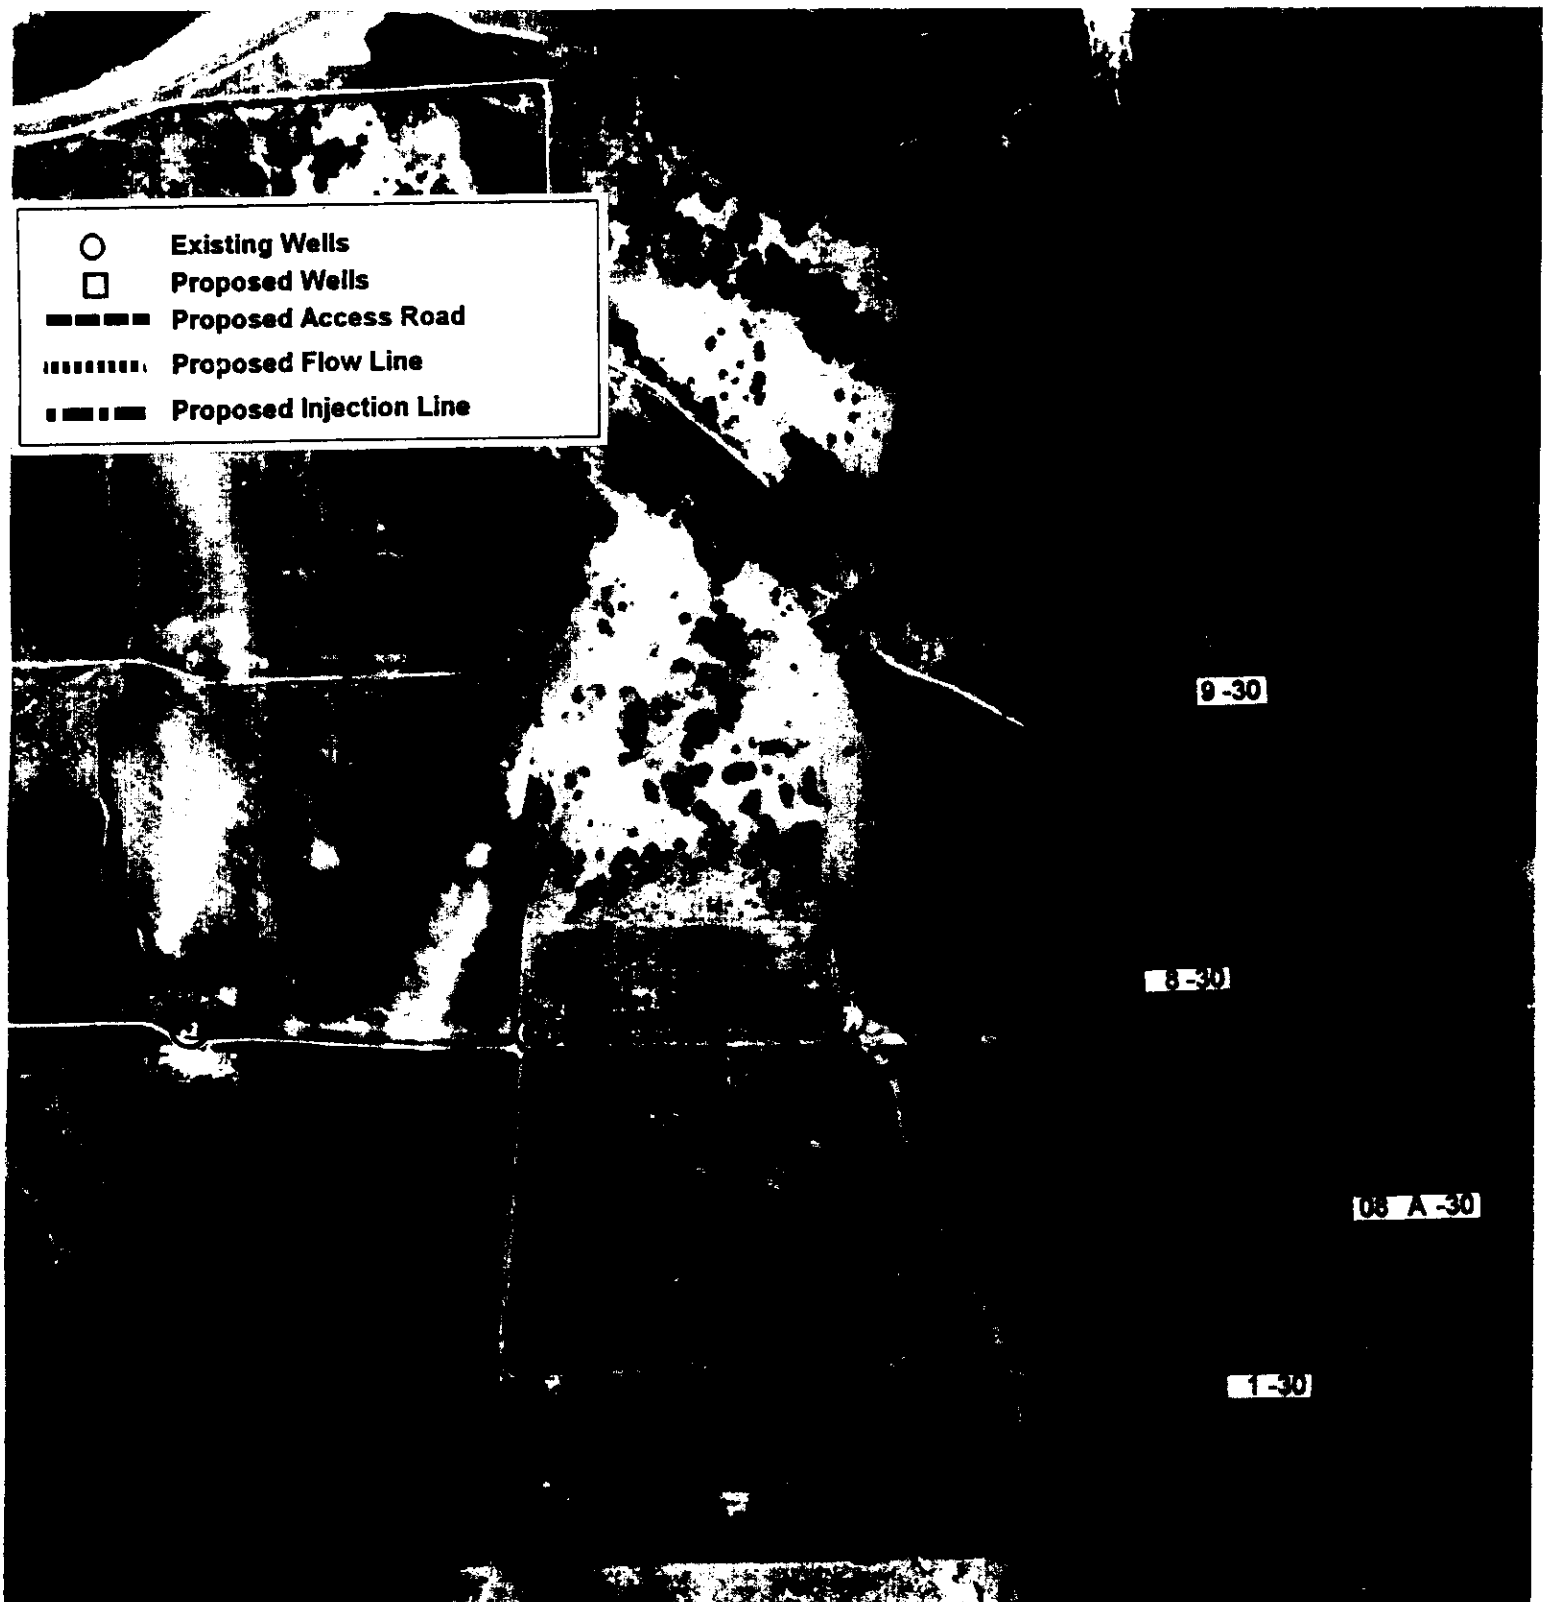 Existing Wells
Proposed Wells
Proposed Access Road
Proposed Flow Line
Proposed Injection Line
9 -30
8 -30
08 A -30
1 -30